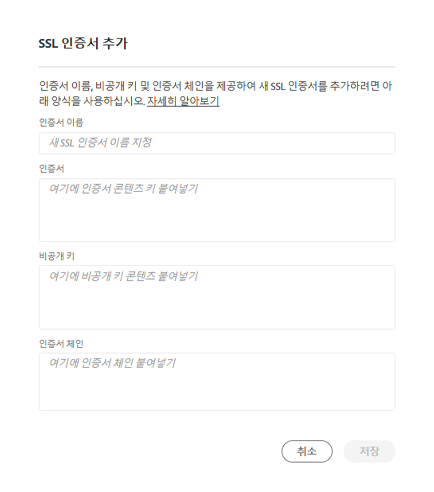 SSL 인증서 추가
인증서 이름, 비공개 키 및 인증서 체인을 제공하여 새 SSL 인증서를 추가하려면 아
래 양식을 사용하십시오. 자세히 알아보기
인증서 이름
새 SSL 인증서 이름 지정
인증서
여기에 인증서 콘텐츠 키 붙여넣기
비공개 키
여기에 비공개 키 콘텐츠 붙여넣기
인증서 체인
여기에 인증서 체인 붙여넣기
취소 저장